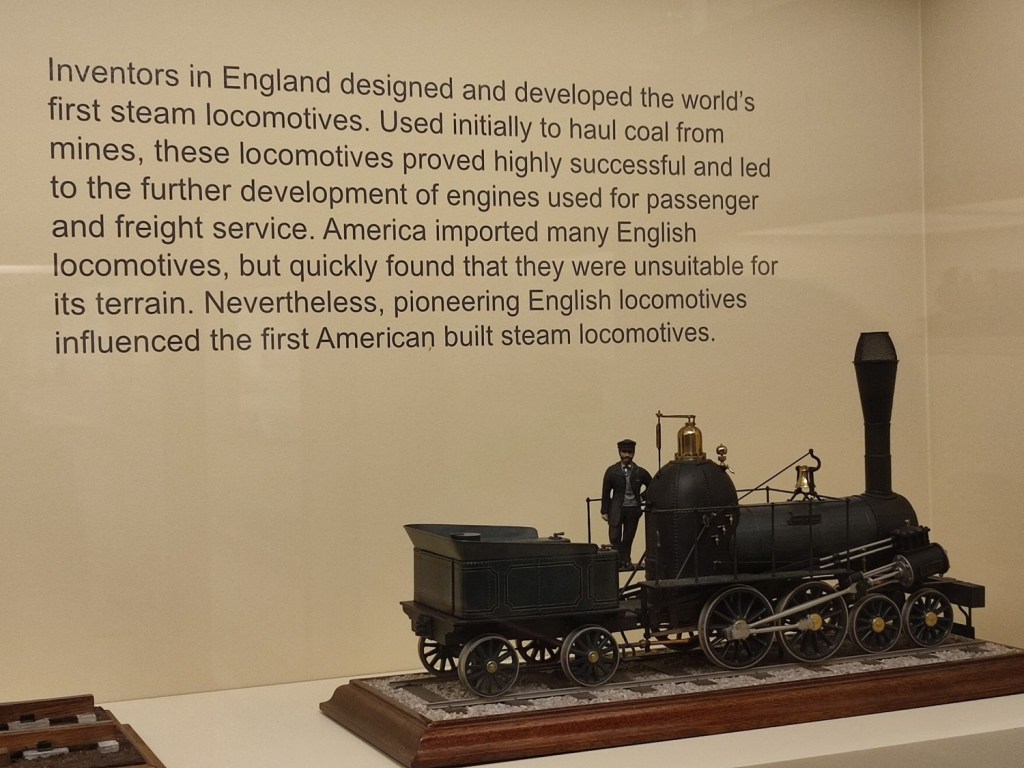 Inventors in England designed and developed the world's
first steam locomotives. Used initially to haul coal from
mines, these locomotives proved highly successful and led
to the further development of engines used for passenger
and freight service. America imported many English
locomotives, but quickly found that they were unsuitable for
its terrain. Nevertheless, pioneering English locomotives
influenced the first American built steam locomotives.